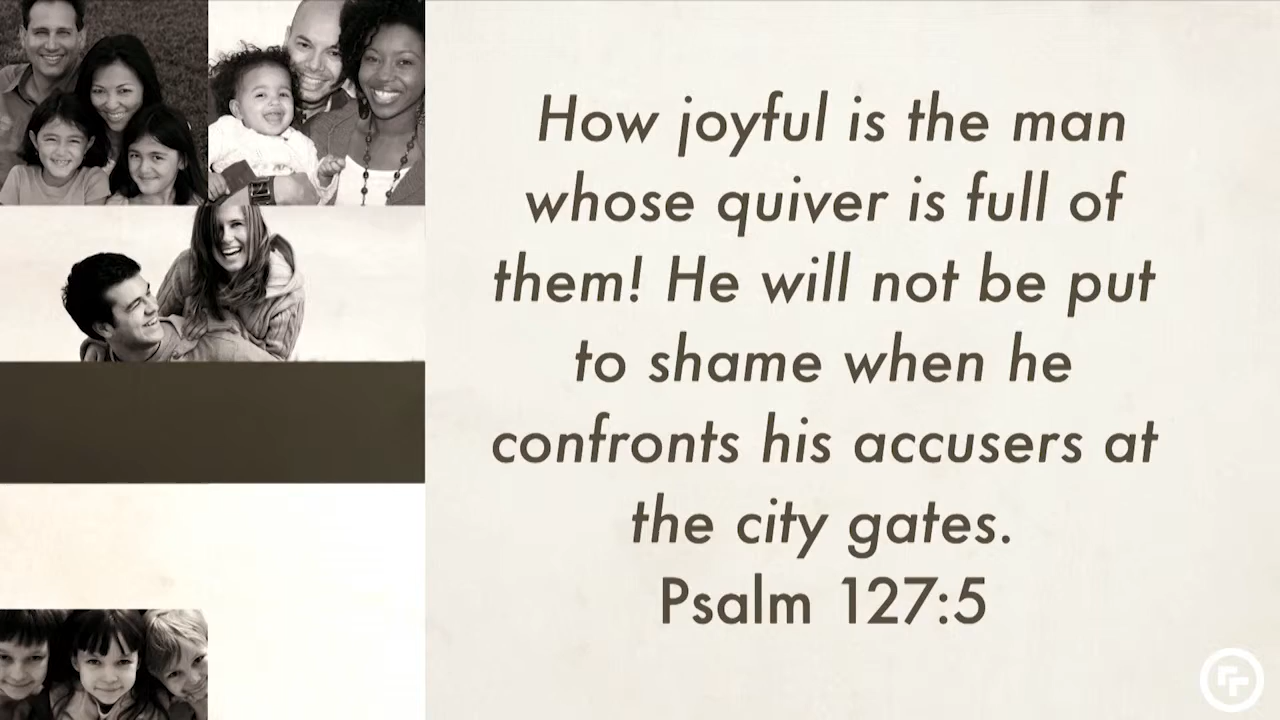 How joyful is the man
whose quiver is full of
them! He will not be put
to shame when he
confronts his accusers at
the city gates.
Psalm 127:5